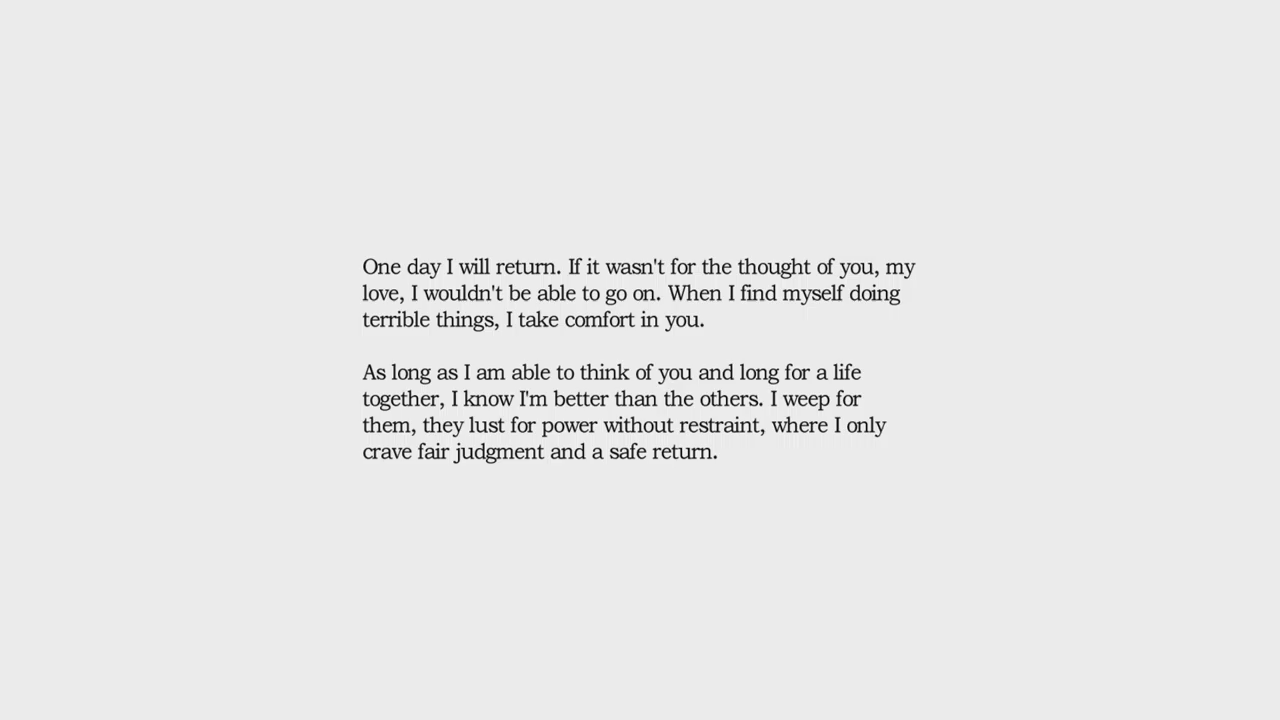 One day I will return. If it wasn't for the thought of you, my
love, I wouldn't be able to go on. When I find myself doing
terrible things, I take comfort in you.
As long as I am able to think of you and long for a life
together, I know I'm better than the others. I weep for
them, they lust for power without restraint, where I only
crave fair judgment and a safe return.